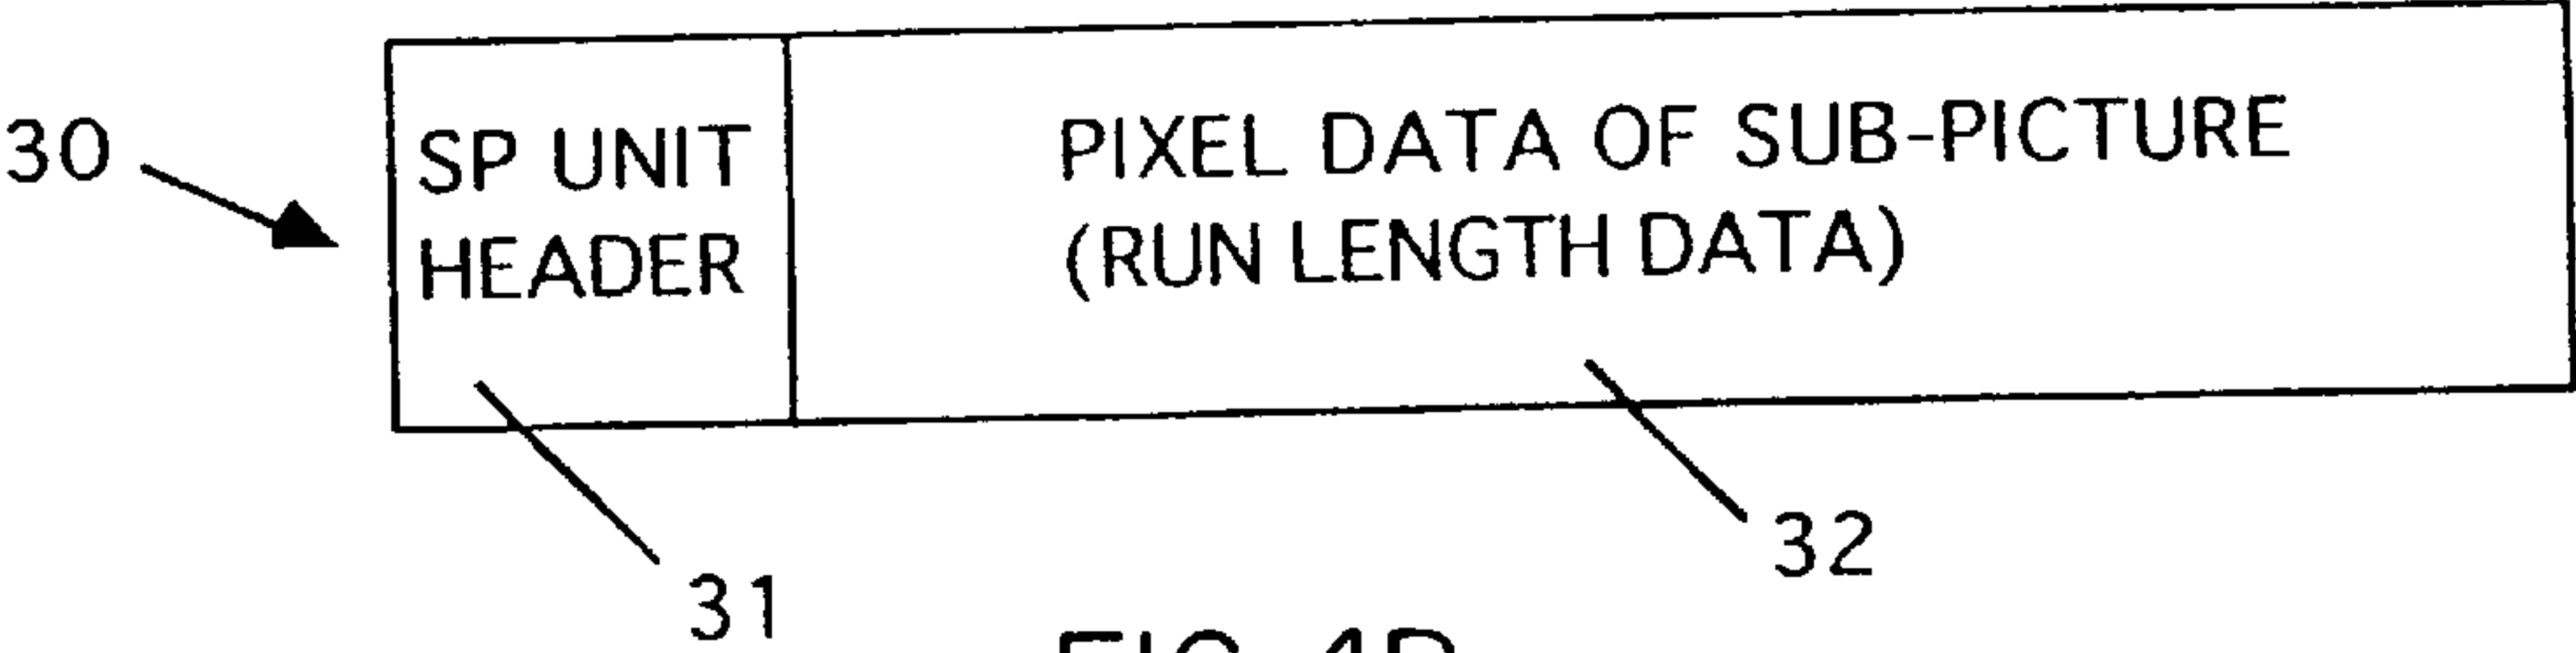 30
SP UNIT
HEADER
PIXEL DATA OF SUB-PICTURE
(RUN LENGTH DATA)
31
32